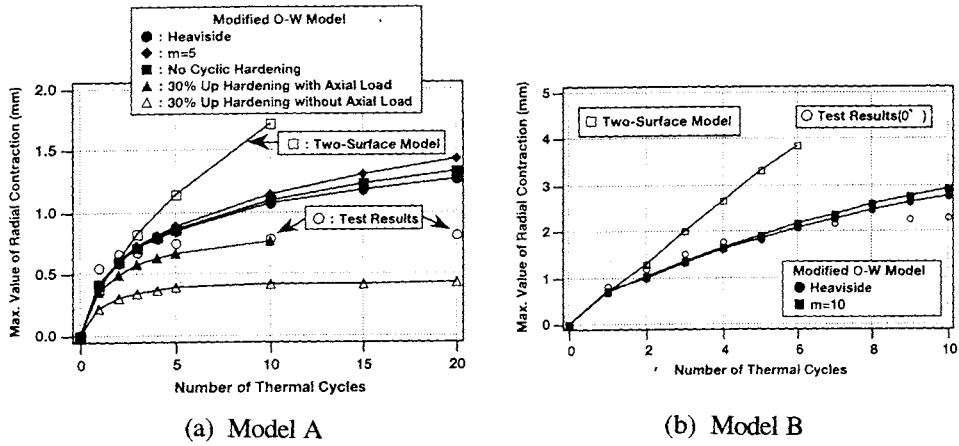 Modified O-W Model
● : Heaviside
◆ : m=5
■ : No Cyclic Hardening
▲ : 30% Up Hardening with Axial Load
△ : 30% Up Hardening without Axial Load
Max. Value of Radial Contraction (mm)
2.0
1.5
1.0
0.5
0.0
□ : Two-Surface Model
○ : Test Results
0
5
10
15
20
Number of Thermal Cycles
(a) Model A
Max. Value of Radial Contraction (mm)
5
4
3
2
1
0
□ Two-Surface Model
○ Test Results(0°)
Modified O-W Model
● Heaviside
■ m=10
0
2
4
6
8
10
Number of Thermal Cycles
(b) Model B